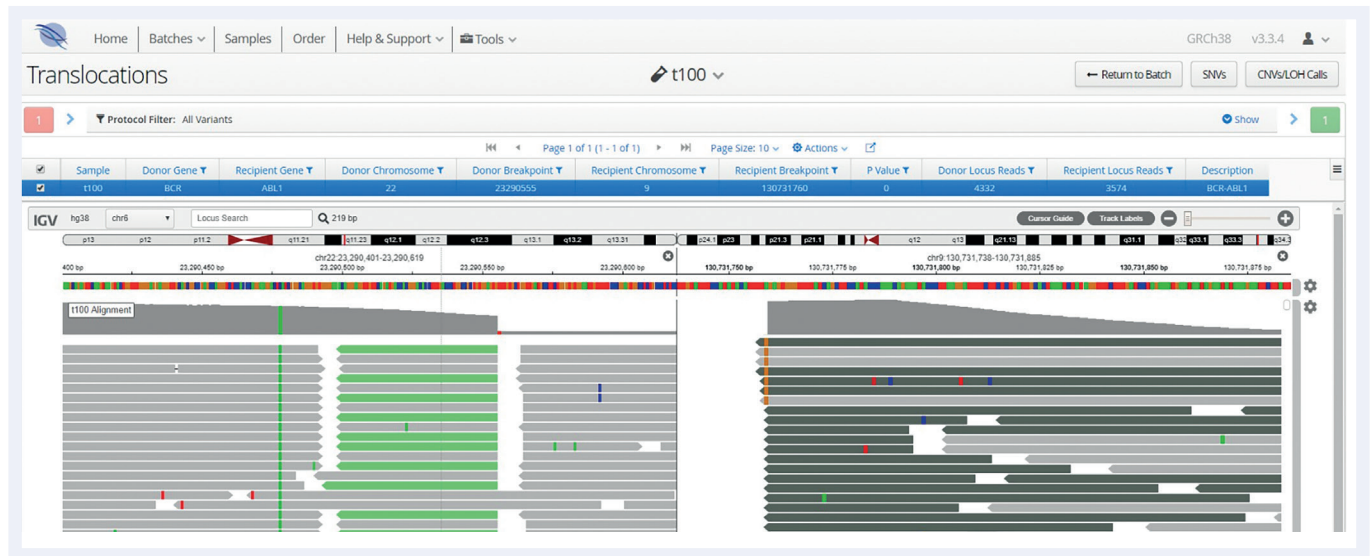 Home Batches Samples Order Help & Support Tools GRCh38 v3.3.4
Translocations t100 Return to Batch SNVs CNVs/LOH Calls
1 Protocol Filter: All Variants Show 1
Page 1 of 1 (1 - 1 of 1) Page Size: 10 Actions
Sample Donor Gene Recipient Gene Donor Chromosome Donor Breakpoint Recipient Chromosome Recipient Breakpoint P Value Donor Locus Reads Recipient Locus Reads Description
t100 BCR ABL1 22 23290555 9 130731760 0 4332 3574 BCR-ABL1
IGV hg38 chr6 Locus Search 219 bp Cursor Guide Track Labels
p13 p12 p11.2 q11.21 q11.23 q12.1 q12.2 q12.3 q13.1 q13.2 q13.31 p24.1 p23 p21.3 p21.1 q12 q13 q21.13 q31.1 q32 q33.1 q33.3 q34.3
chr22:23,290,401-23,290,619 chr9:130,731,738-130,731,885
400 bp 23,290,450 bp 23,290,500 bp 23,290,550 bp 23,290,600 bp 130,731,750 bp 130,731,775 bp 130,731,800 bp 130,731,825 bp 130,731,850 bp 130,731,875 bp
t100 Alignment